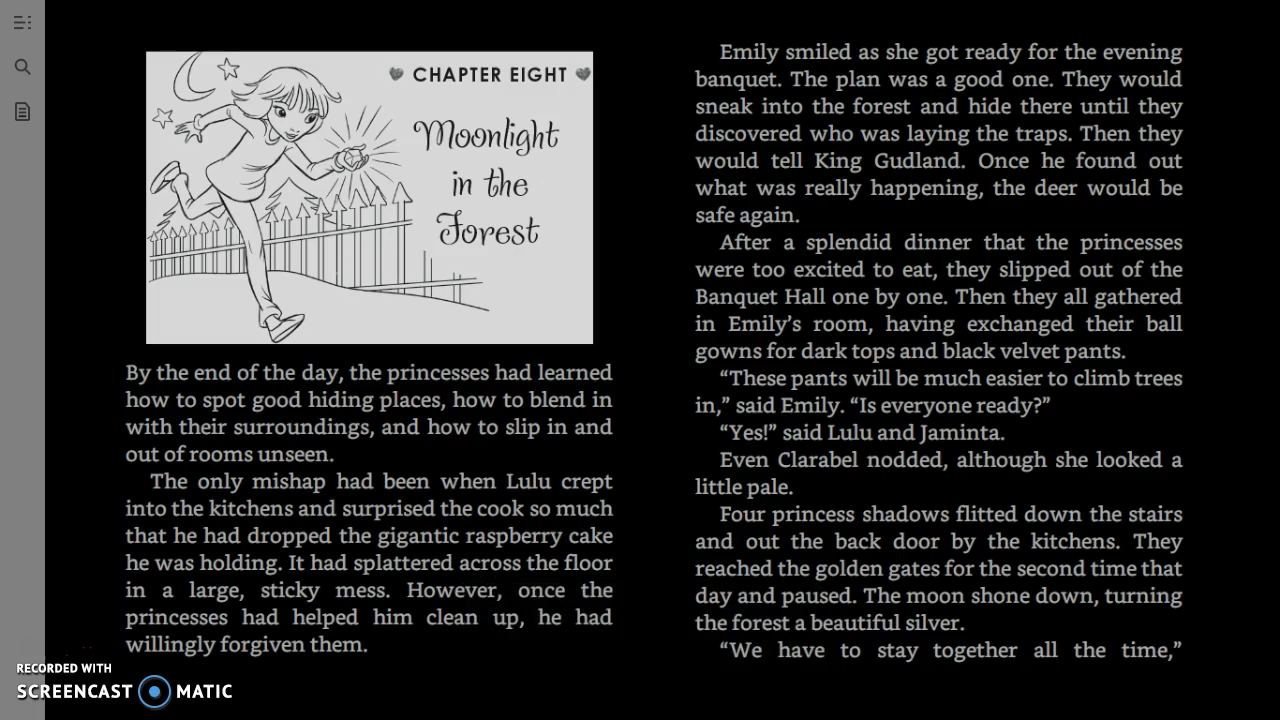 CHAPTER EIGHT
Moonlight
in the
Forest
By the end of the day, the princesses had learned
how to spot good hiding places, how to blend in
with their surroundings, and how to slip in and
out of rooms unseen.
The only mishap had been when Lulu crept
into the kitchens and surprised the cook so much
that he had dropped the gigantic raspberry cake
he was holding. It had splattered across the floor
in a large, sticky mess. However, once the
princesses had helped him clean up, he had
willingly forgiven them.
Emily smiled as she got ready for the evening
banquet. The plan was a good one. They would
sneak into the forest and hide there until they
discovered who was laying the traps. Then they
would tell King Gudland. Once he found out
what was really happening, the deer would be
safe again.
After a splendid dinner that the princesses
were too excited to eat, they slipped out of the
Banquet Hall one by one. Then they all gathered
in Emily’s room, having exchanged their ball
gowns for dark tops and black velvet pants.
“These pants will be much easier to climb trees
in,” said Emily. “Is everyone ready?”
“Yes!” said Lulu and Jaminta.
Even Clarabel nodded, although she looked a
little pale.
Four princess shadows flitted down the stairs
and out the back door by the kitchens. They
reached the golden gates for the second time that
day and paused. The moon shone down, turning
the forest a beautiful silver.
“We have to stay together all the time,”
RECORDED WITH
SCREENCAST MATIC